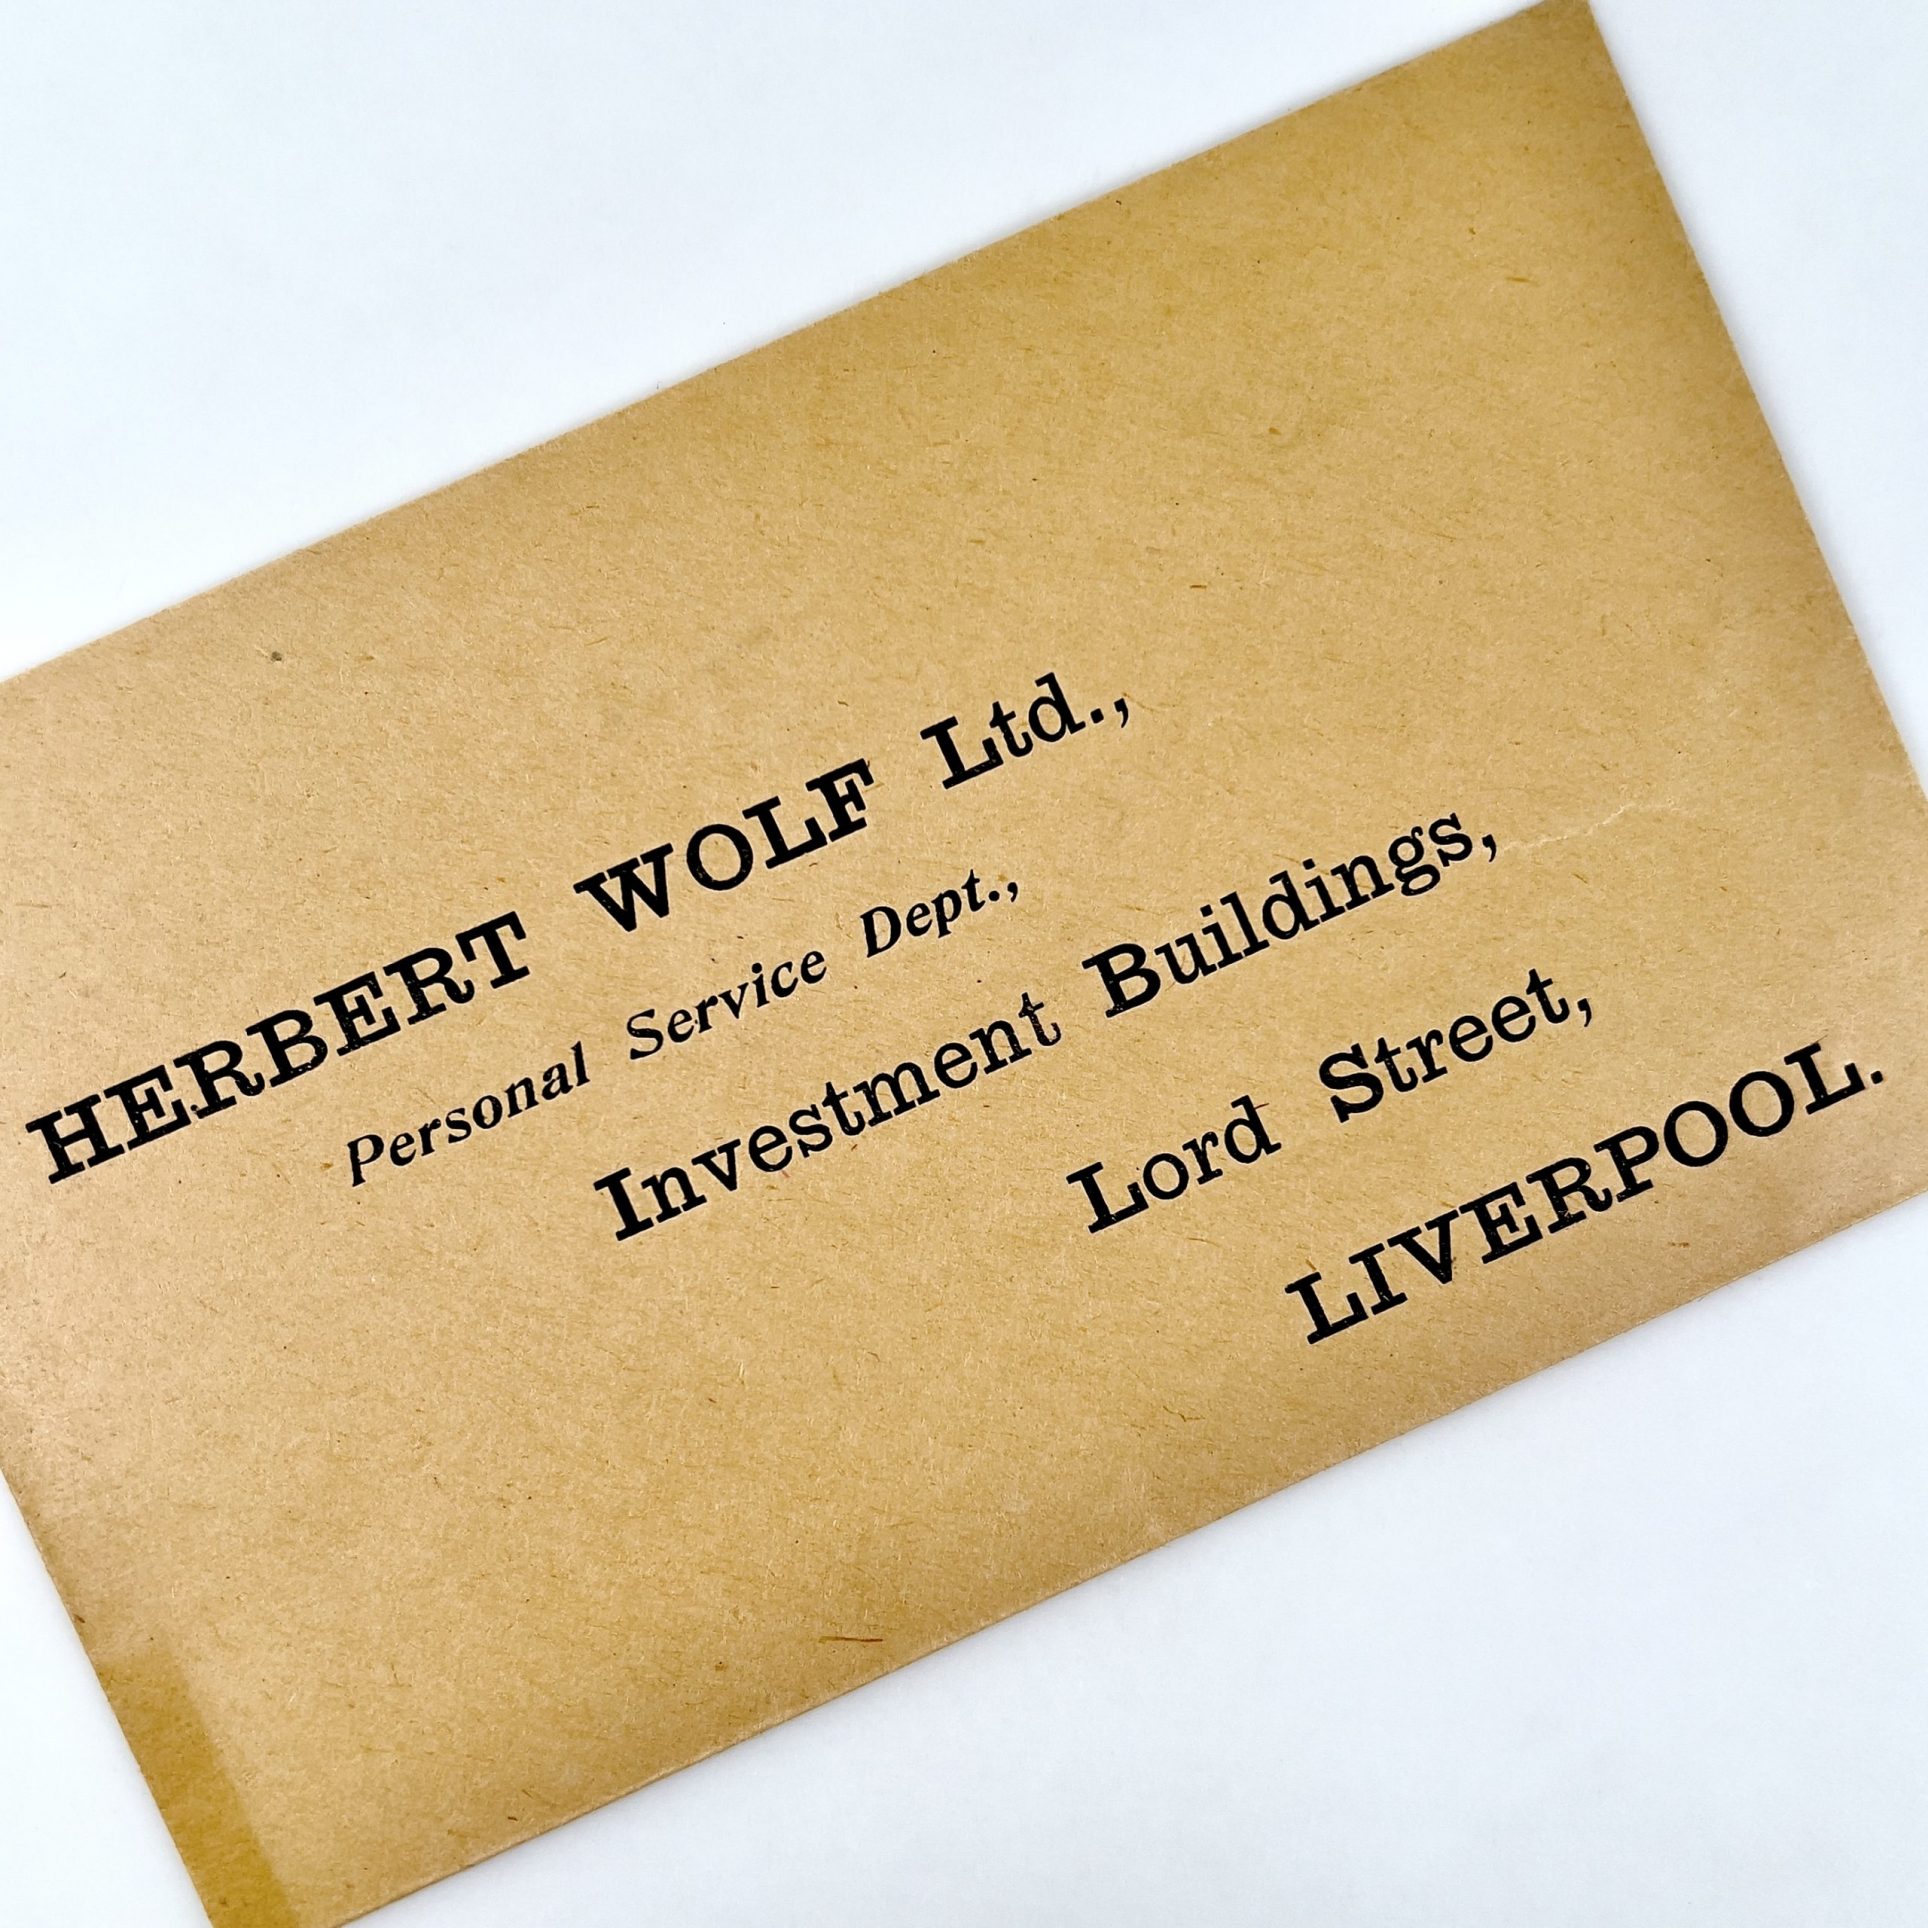 HERBERT WOLF Ltd.,
Personal Service Dept.,
Investment Buildings,
Lord Street,
LIVERPOOL.